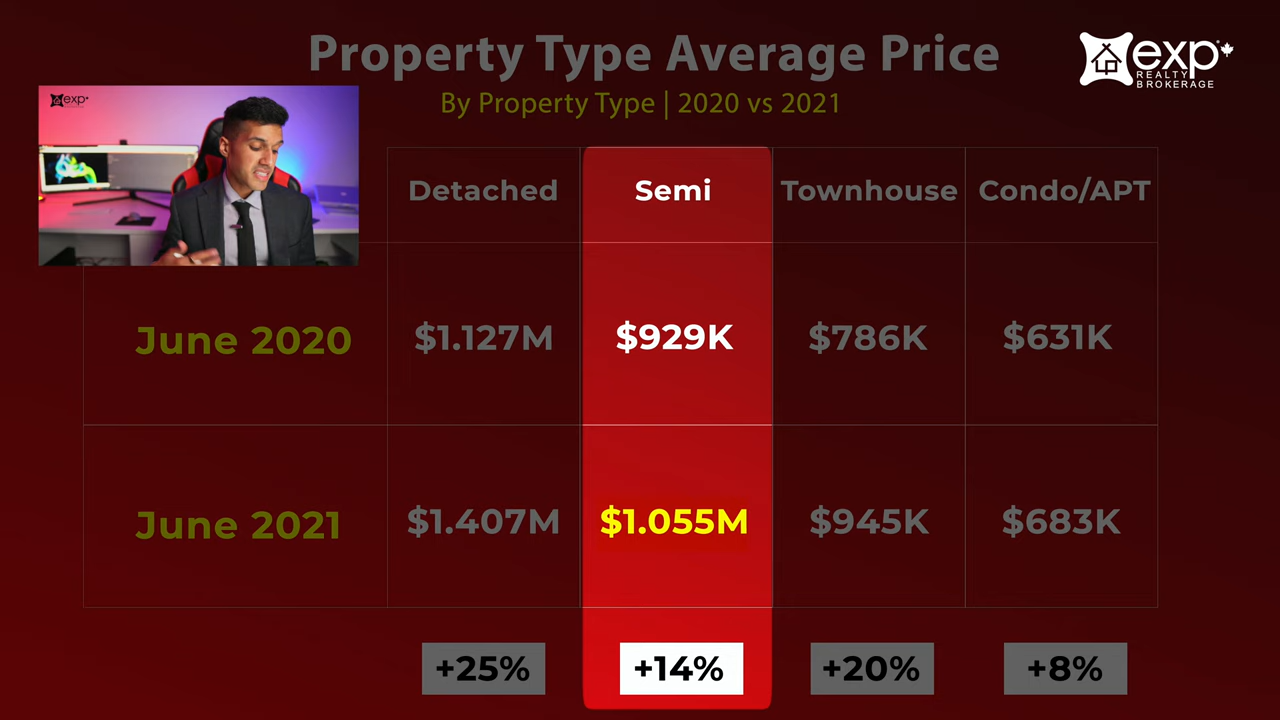 Property Type Average Price
By Property Type | 2020 vs 2021
exp
REALTY
BROKERAGE
exp
Detached Semi Townhouse Condo/APT
June 2020 $1.127M $929K $786K $631K
June 2021 $1.407M $1.055M $945K $683K
+25% +14% +20% +8%